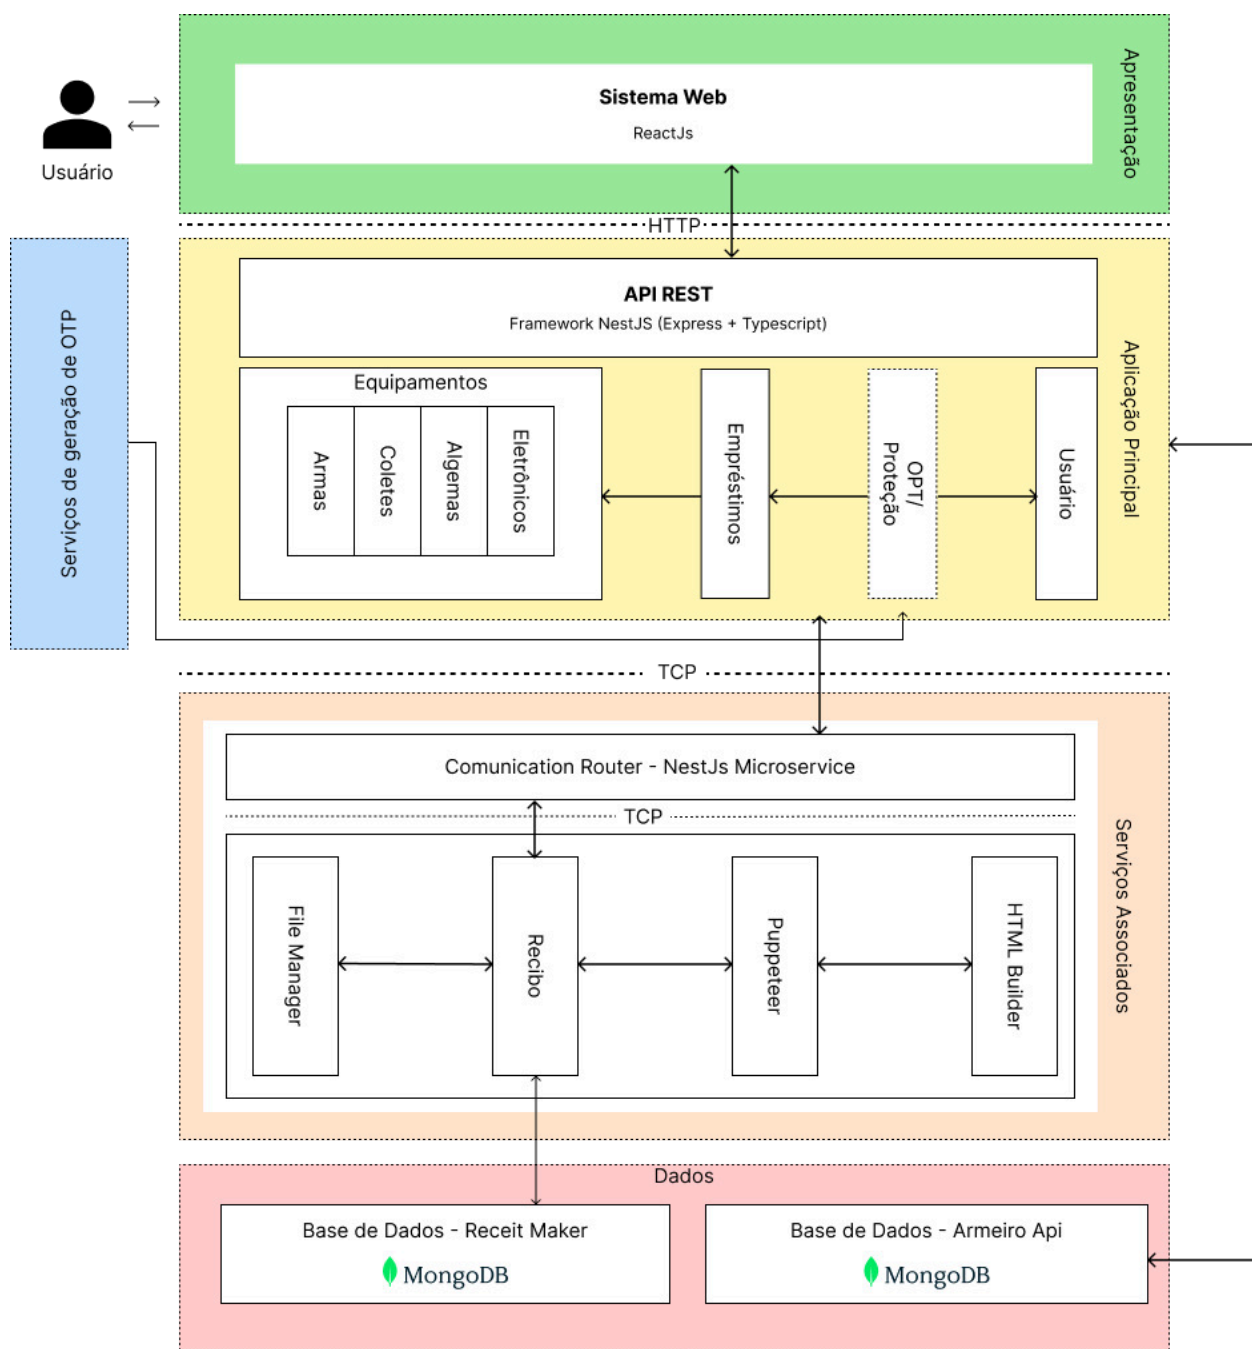 Apresentação
Sistema Web
ReactJs
Usuário
HTTP
Serviços de geração de OTP
API REST
Framework NestJS (Express + Typescript)
Aplicação Principal
Equipamentos
Armas
Coletes
Algemas
Eletrônicos
Empréstimos
OPT/
Proteção
Usuário
TCP
Comunication Router - NestJs Microservice
TCP
Serviços Associados
File Manager
Recibo
Puppeteer
HTML Builder
Dados
Base de Dados - Receit Maker
MongoDB
Base de Dados - Armeiro Api
MongoDB